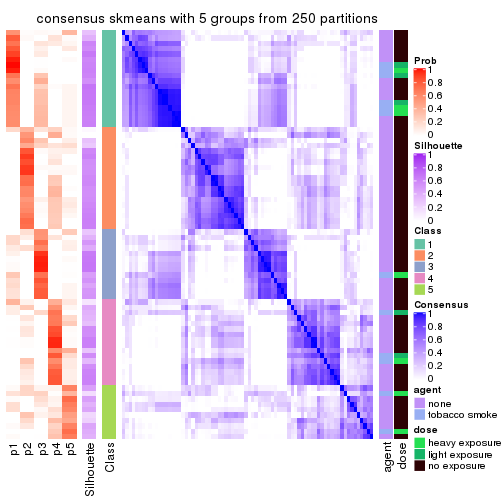 consensus skmeans with 5 groups from 250 partitions
Prob
1
0.8
0.6
0.4
0.2
0
Silhouette
1
0.8
0.6
0.4
0.2
0
Class
1
2
3
4
5
Consensus
1
0.8
0.6
0.4
0.2
0
agent
none
tobacco smoke
dose
heavy exposure
light exposure
no exposure
p1
p2
p3
p4
p5
Silhouette
Class
agent
dose